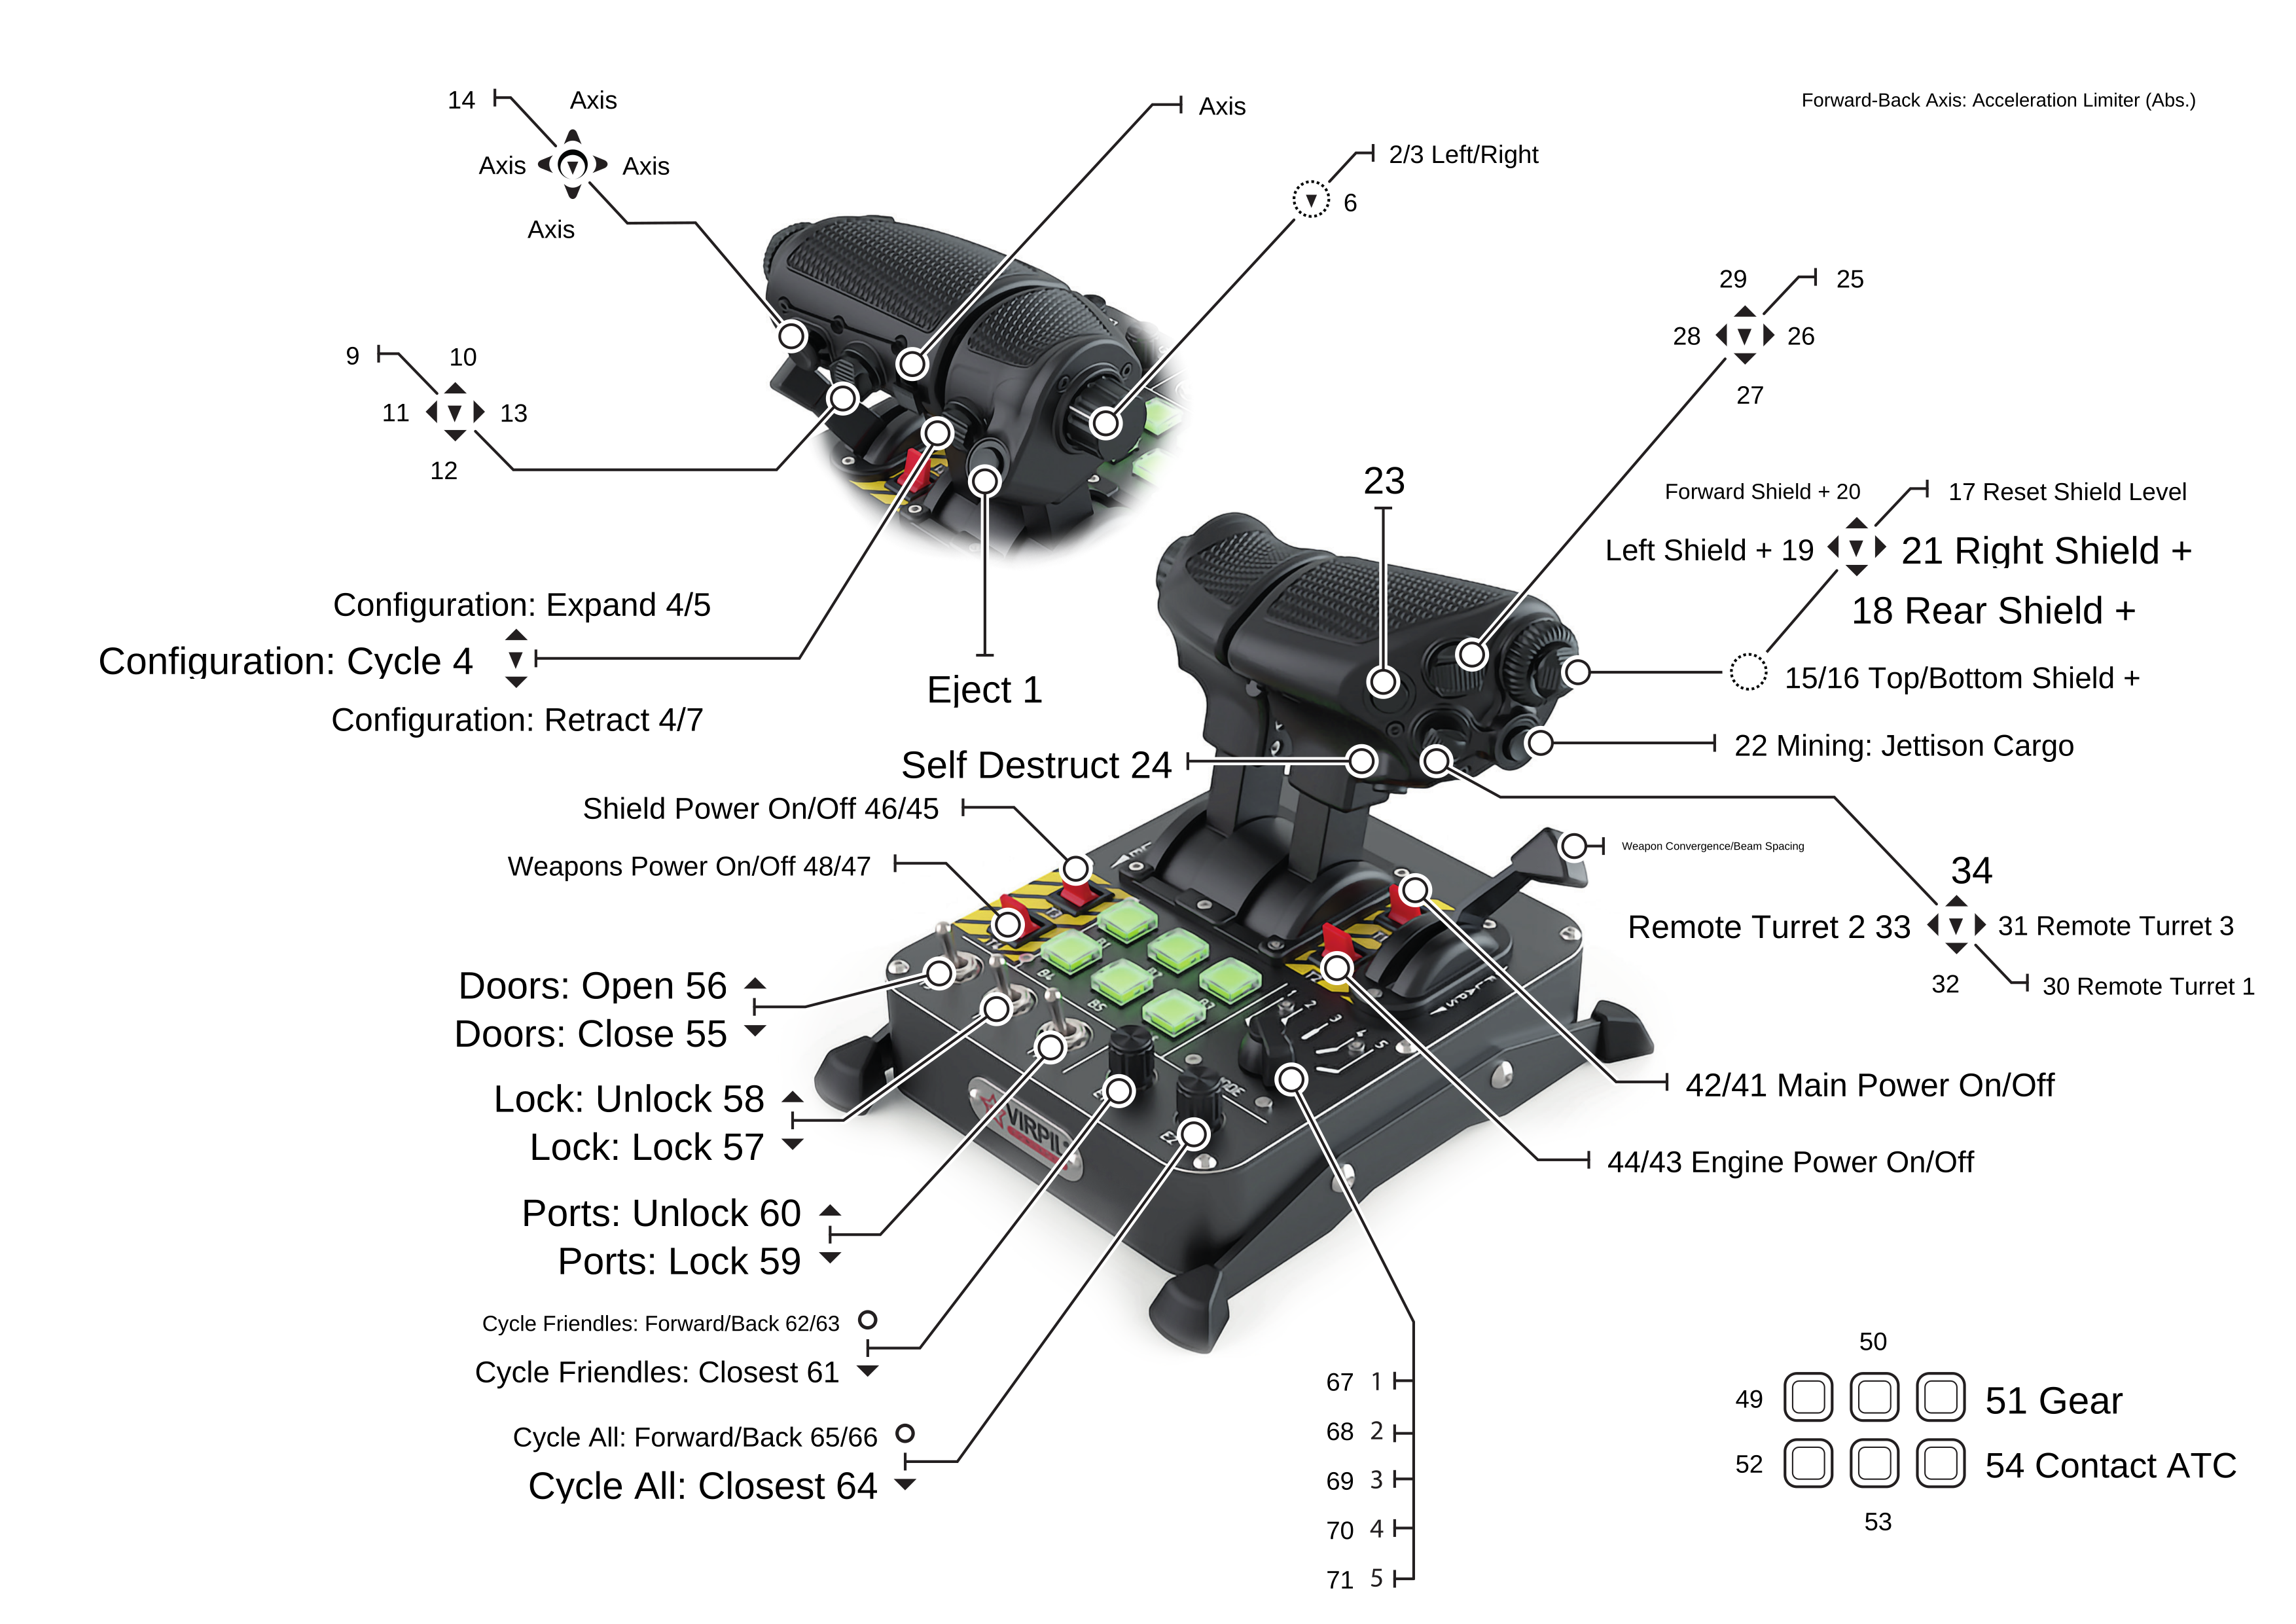 14
Axis
Axis
Axis
Axis
Axis
2/3 Left/Right
6
Forward-Back Axis: Acceleration Limiter (Abs.)
9
10
11
13
12
29
25
28
26
27
23
Forward Shield + 20
17 Reset Shield Level
Left Shield + 19
21 Right Shield +
18 Rear Shield +
15/16 Top/Bottom Shield +
22 Mining: Jettison Cargo
Configuration: Expand 4/5
Configuration: Cycle 4
Configuration: Retract 4/7
Eject 1
Self Destruct 24
Shield Power On/Off 46/45
Weapons Power On/Off 48/47
Weapon Convergence/Beam Spacing
34
Remote Turret 2 33
31 Remote Turret 3
32
30 Remote Turret 1
Doors: Open 56
Doors: Close 55
Lock: Unlock 58
Lock: Lock 57
Ports: Unlock 60
Ports: Lock 59
B5
B3
1
2
3
4
5
E2
VIRPIL
42/41 Main Power On/Off
44/43 Engine Power On/Off
Cycle Friendles: Forward/Back 62/63
Cycle Friendles: Closest 61
Cycle All: Forward/Back 65/66
Cycle All: Closest 64
67 1
68 2
69 3
70 4
71 5
50
49
51 Gear
52
54 Contact ATC
53